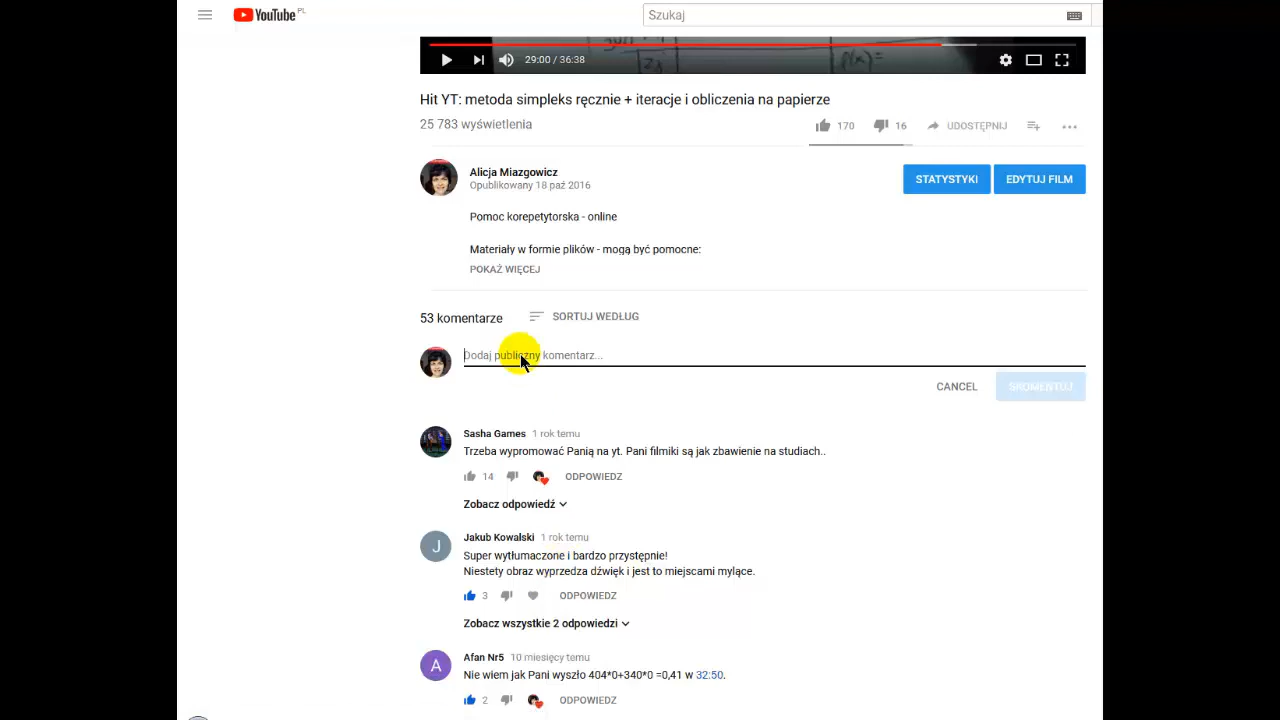 YouTube PL
Szukaj
29:00 / 36:38
Hit YT: metoda simpleks ręcznie + iteracje i obliczenia na papierze
25 783 wyświetlenia
170
16
UDOSTĘPNIJ
Alicja Miazgowicz
Opublikowany 18 paź 2016
STATYSTYKI
EDYTUJ FILM
Pomoc korepetytorska - online
Materiały w formie plików - mogą być pomocne:
POKAŻ WIĘCEJ
53 komentarze
SORTUJ WEDŁUG
Dodaj publiczny komentarz...
CANCEL
SKOMENTUJ
Sasha Games 1 rok temu
Trzeba wypromować Panią na yt. Pani filmiki są jak zbawienie na studiach..
14
ODPOWIEDZ
Zobacz odpowiedź
J
Jakub Kowalski 1 rok temu
Super wytłumaczone i bardzo przystępnie!
Niestety obraz wyprzedza dźwięk i jest to miejscami mylące.
3
ODPOWIEDZ
Zobacz wszystkie 2 odpowiedzi
A
Afan Nr5 10 miesięcy temu
Nie wiem jak Pani wyszło 404*0+340*0 =0,41 w 32:50.
2
ODPOWIEDZ